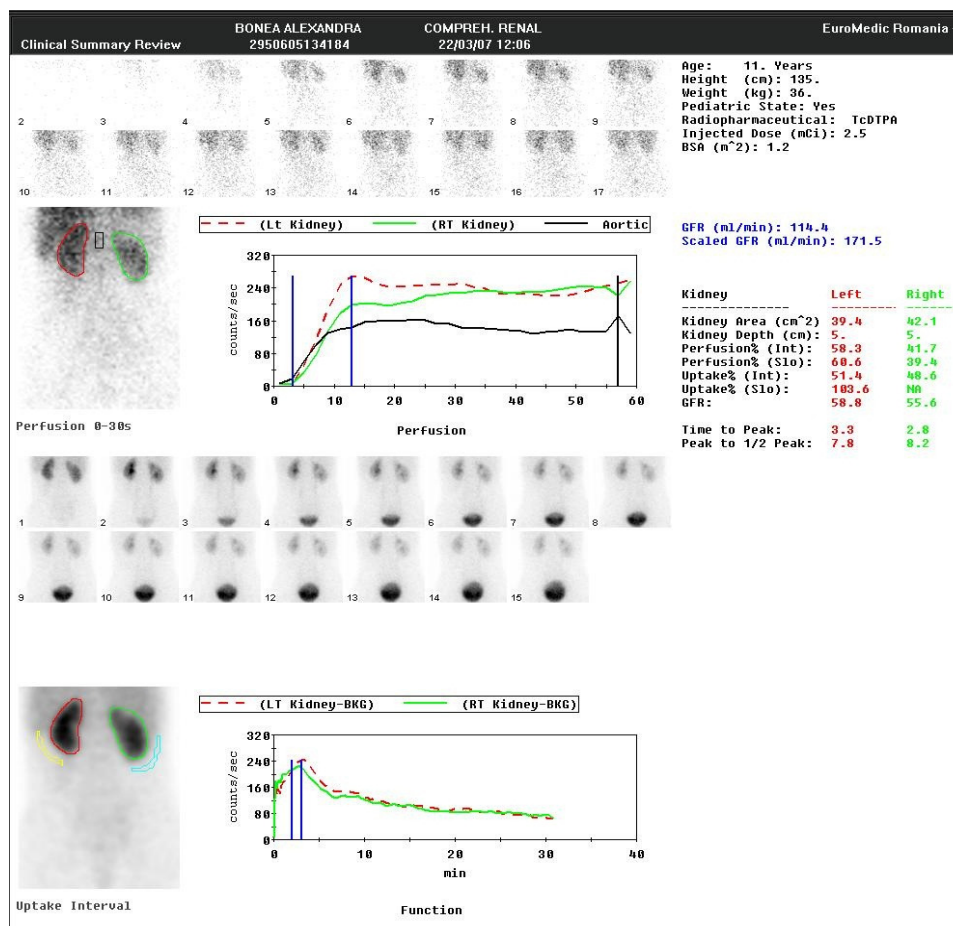 BONEA ALEXANDRA COMPREH. RENAL EuroMedic Romania
Clinical Summary Review 2950605134184 22/03/07 12:06
Age: 11. Years
Height (cm): 135.
Weight (kg): 36.
Pediatric State: Yes
Radiopharmaceutical: TcDTPA
Injected Dose (mCi): 2.5
BSA (m^2): 1.2
2 3 4 5 6 7 8 9
10 11 12 13 14 15 16 17
(Lt Kidney) (RT Kidney) Aortic
GFR (ml/min): 114.4
Scaled GFR (ml/min): 171.5
320
240
160
80
0
counts/sec
0 10 20 30 40 50 60
Perfusion
Perfusion 0-30s
Kidney Left Right
Kidney Area (cm^2) 39.4 42.1
Kidney Depth (cm): 5. 5.
Perfusion% (Int): 58.3 41.7
Perfusion% (Slo): 60.6 39.4
Uptake% (Int): 51.4 48.6
Uptake% (Slo): 103.6 NA
GFR: 58.8 55.6
Time to Peak: 3.3 2.8
Peak to 1/2 Peak: 7.8 8.2
1 2 3 4 5 6 7 8
9 10 11 12 13 14 15
(LT Kidney-BKG) (RT Kidney-BKG)
320
240
160
80
0
counts/sec
0 10 20 30 40
min
Uptake Interval
Function